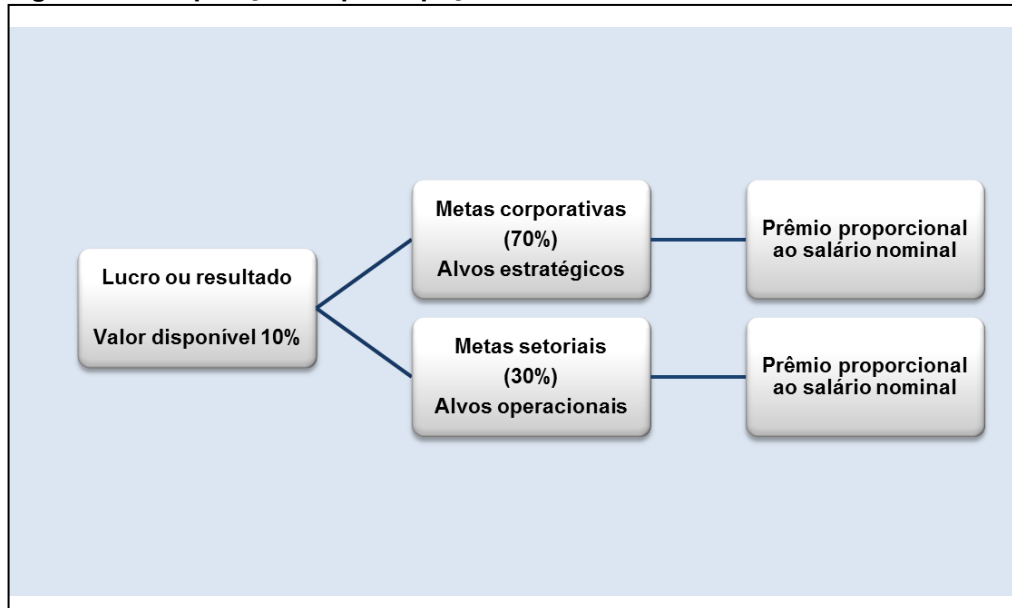 Lucro ou resultado
Valor disponível 10%
Metas corporativas
(70%)
Alvos estratégicos
Prêmio proporcional
ao salário nominal
Metas setoriais
(30%)
Alvos operacionais
Prêmio proporcional
ao salário nominal